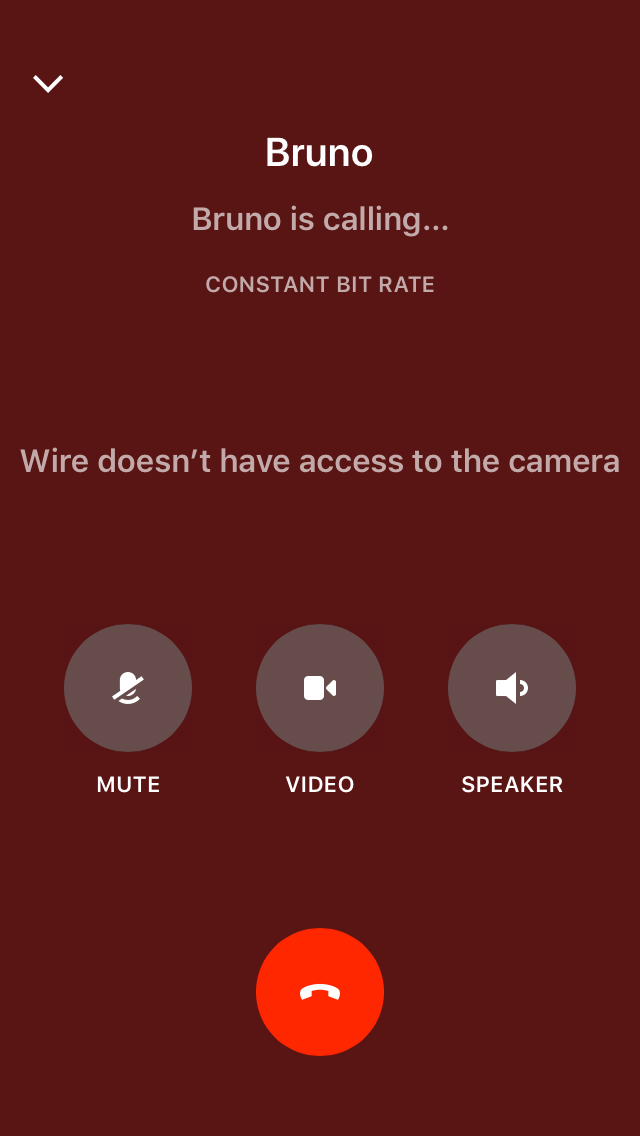 Bruno
Bruno is calling...
CONSTANT BIT RATE
Wire doesn't have access to the camera
MUTE
VIDEO
SPEAKER